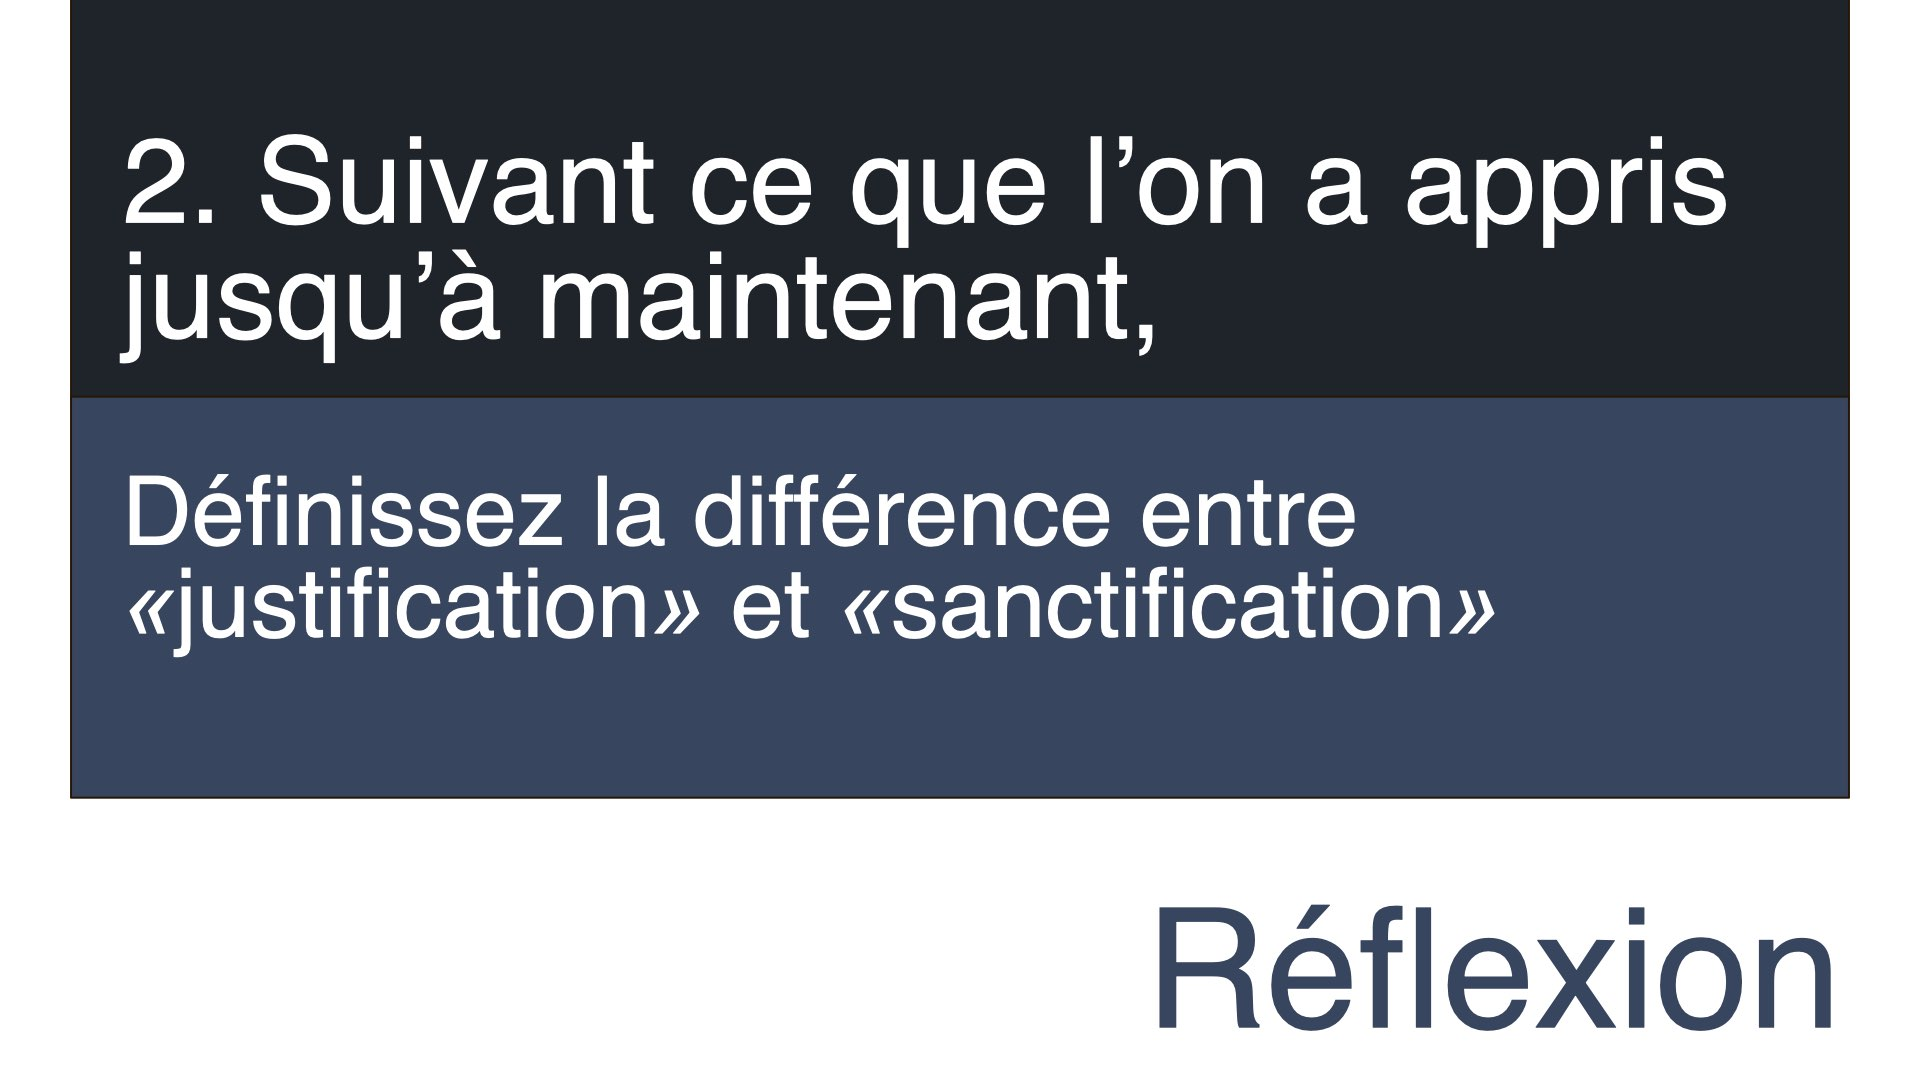 2. Suivant ce que l’on a appris
jusqu’à maintenant,
Définissez la différence entre
«justification» et «sanctification»
Réflexion